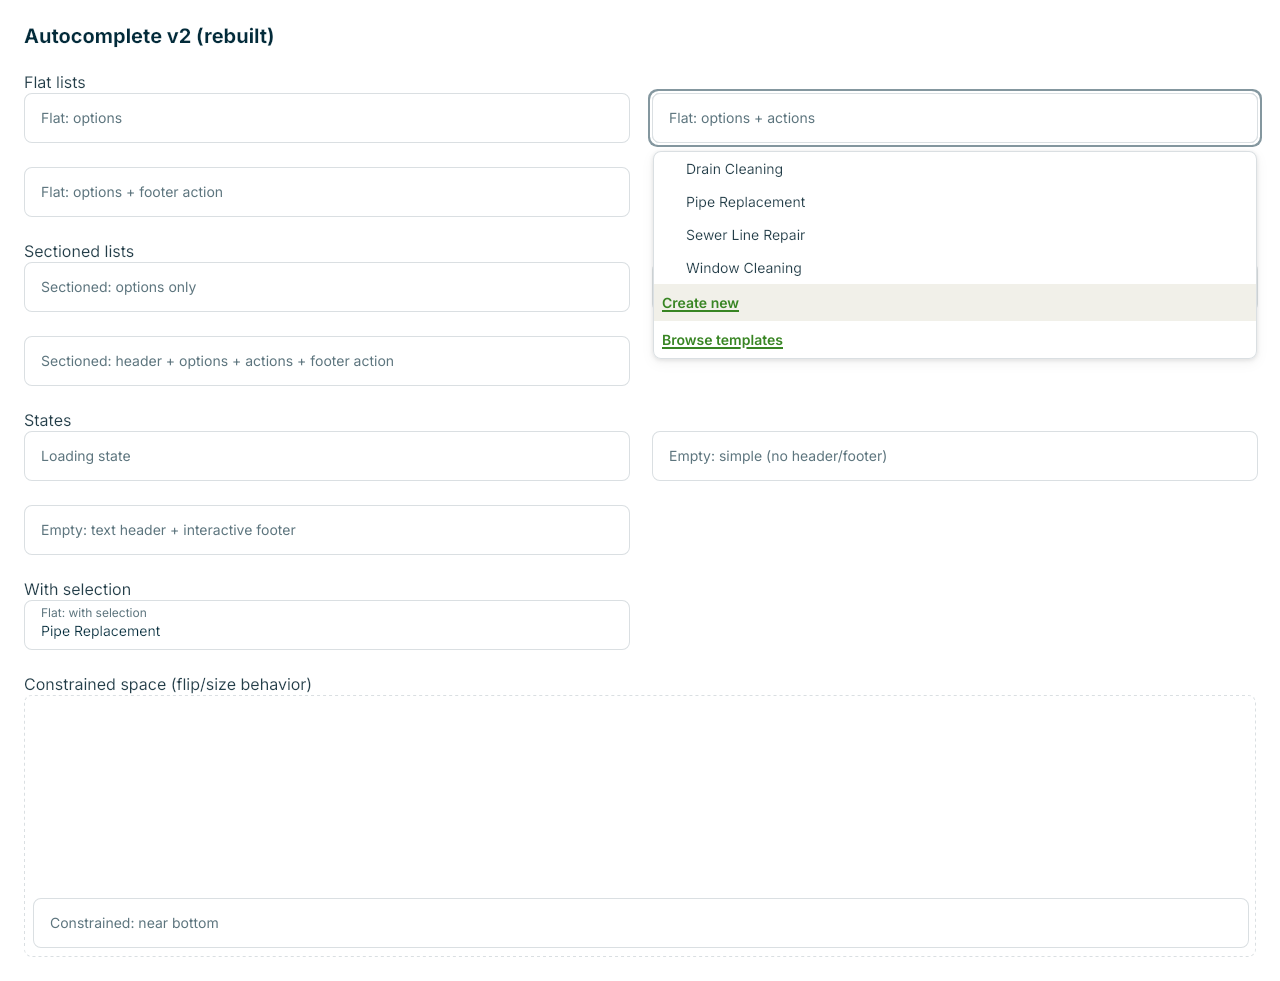 Autocomplete v2 (rebuilt)
Flat lists
Flat: options
Flat: options + actions
Drain Cleaning
Pipe Replacement
Sewer Line Repair
Window Cleaning
Create new
Browse templates
Flat: options + footer action
Sectioned lists
Sectioned: options only
Sectioned: header + options + actions + footer action
States
Loading state
Empty: simple (no header/footer)
Empty: text header + interactive footer
With selection
Flat: with selection
Pipe Replacement
Constrained space (flip/size behavior)
Constrained: near bottom